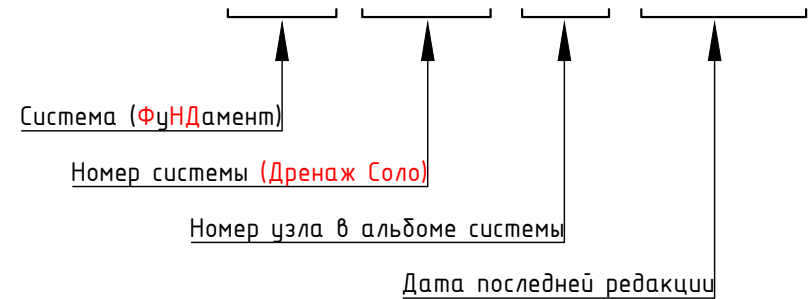 Система (ФуНДамент)
Номер системы (Дренаж Соло)
Номер узла в альбоме системы
Дата последней редакции